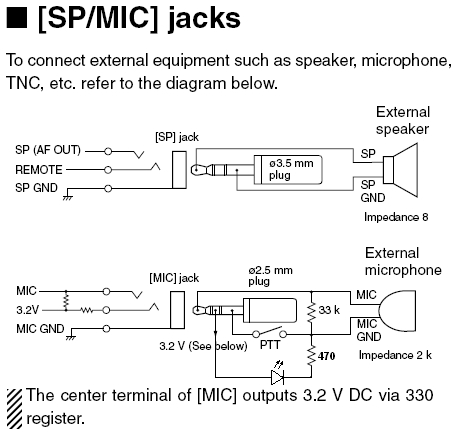 ■ [SP/MIC] jacks
To connect external equipment such as speaker, microphone,
TNC, etc. refer to the diagram below.
External
speaker
[SP] jack
SP (AF OUT)
REMOTE
SP GND
ø3.5 mm
plug
SP
SP
GND
Impedance 8
External
microphone
[MIC] jack
ø2.5 mm
plug
MIC
3.2V
MIC GND
33 k
MIC
MIC
GND
3.2 V (See below)
PTT
470
Impedance 2 k
The center terminal of [MIC] outputs 3.2 V DC via 330
register.